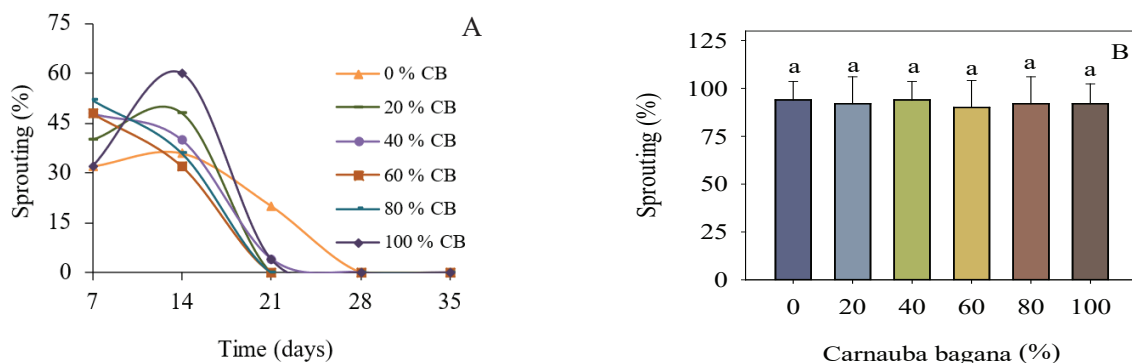 A
75
60
45
30
15
0
Sprouting (%)
7 14 21 28 35
Time (days)
0 % CB
20 % CB
40 % CB
60 % CB
80 % CB
100 % CB
B
125
100
75
50
25
0
Sprouting (%)
a a a a a a
0 20 40 60 80 100
Carnauba bagana (%)